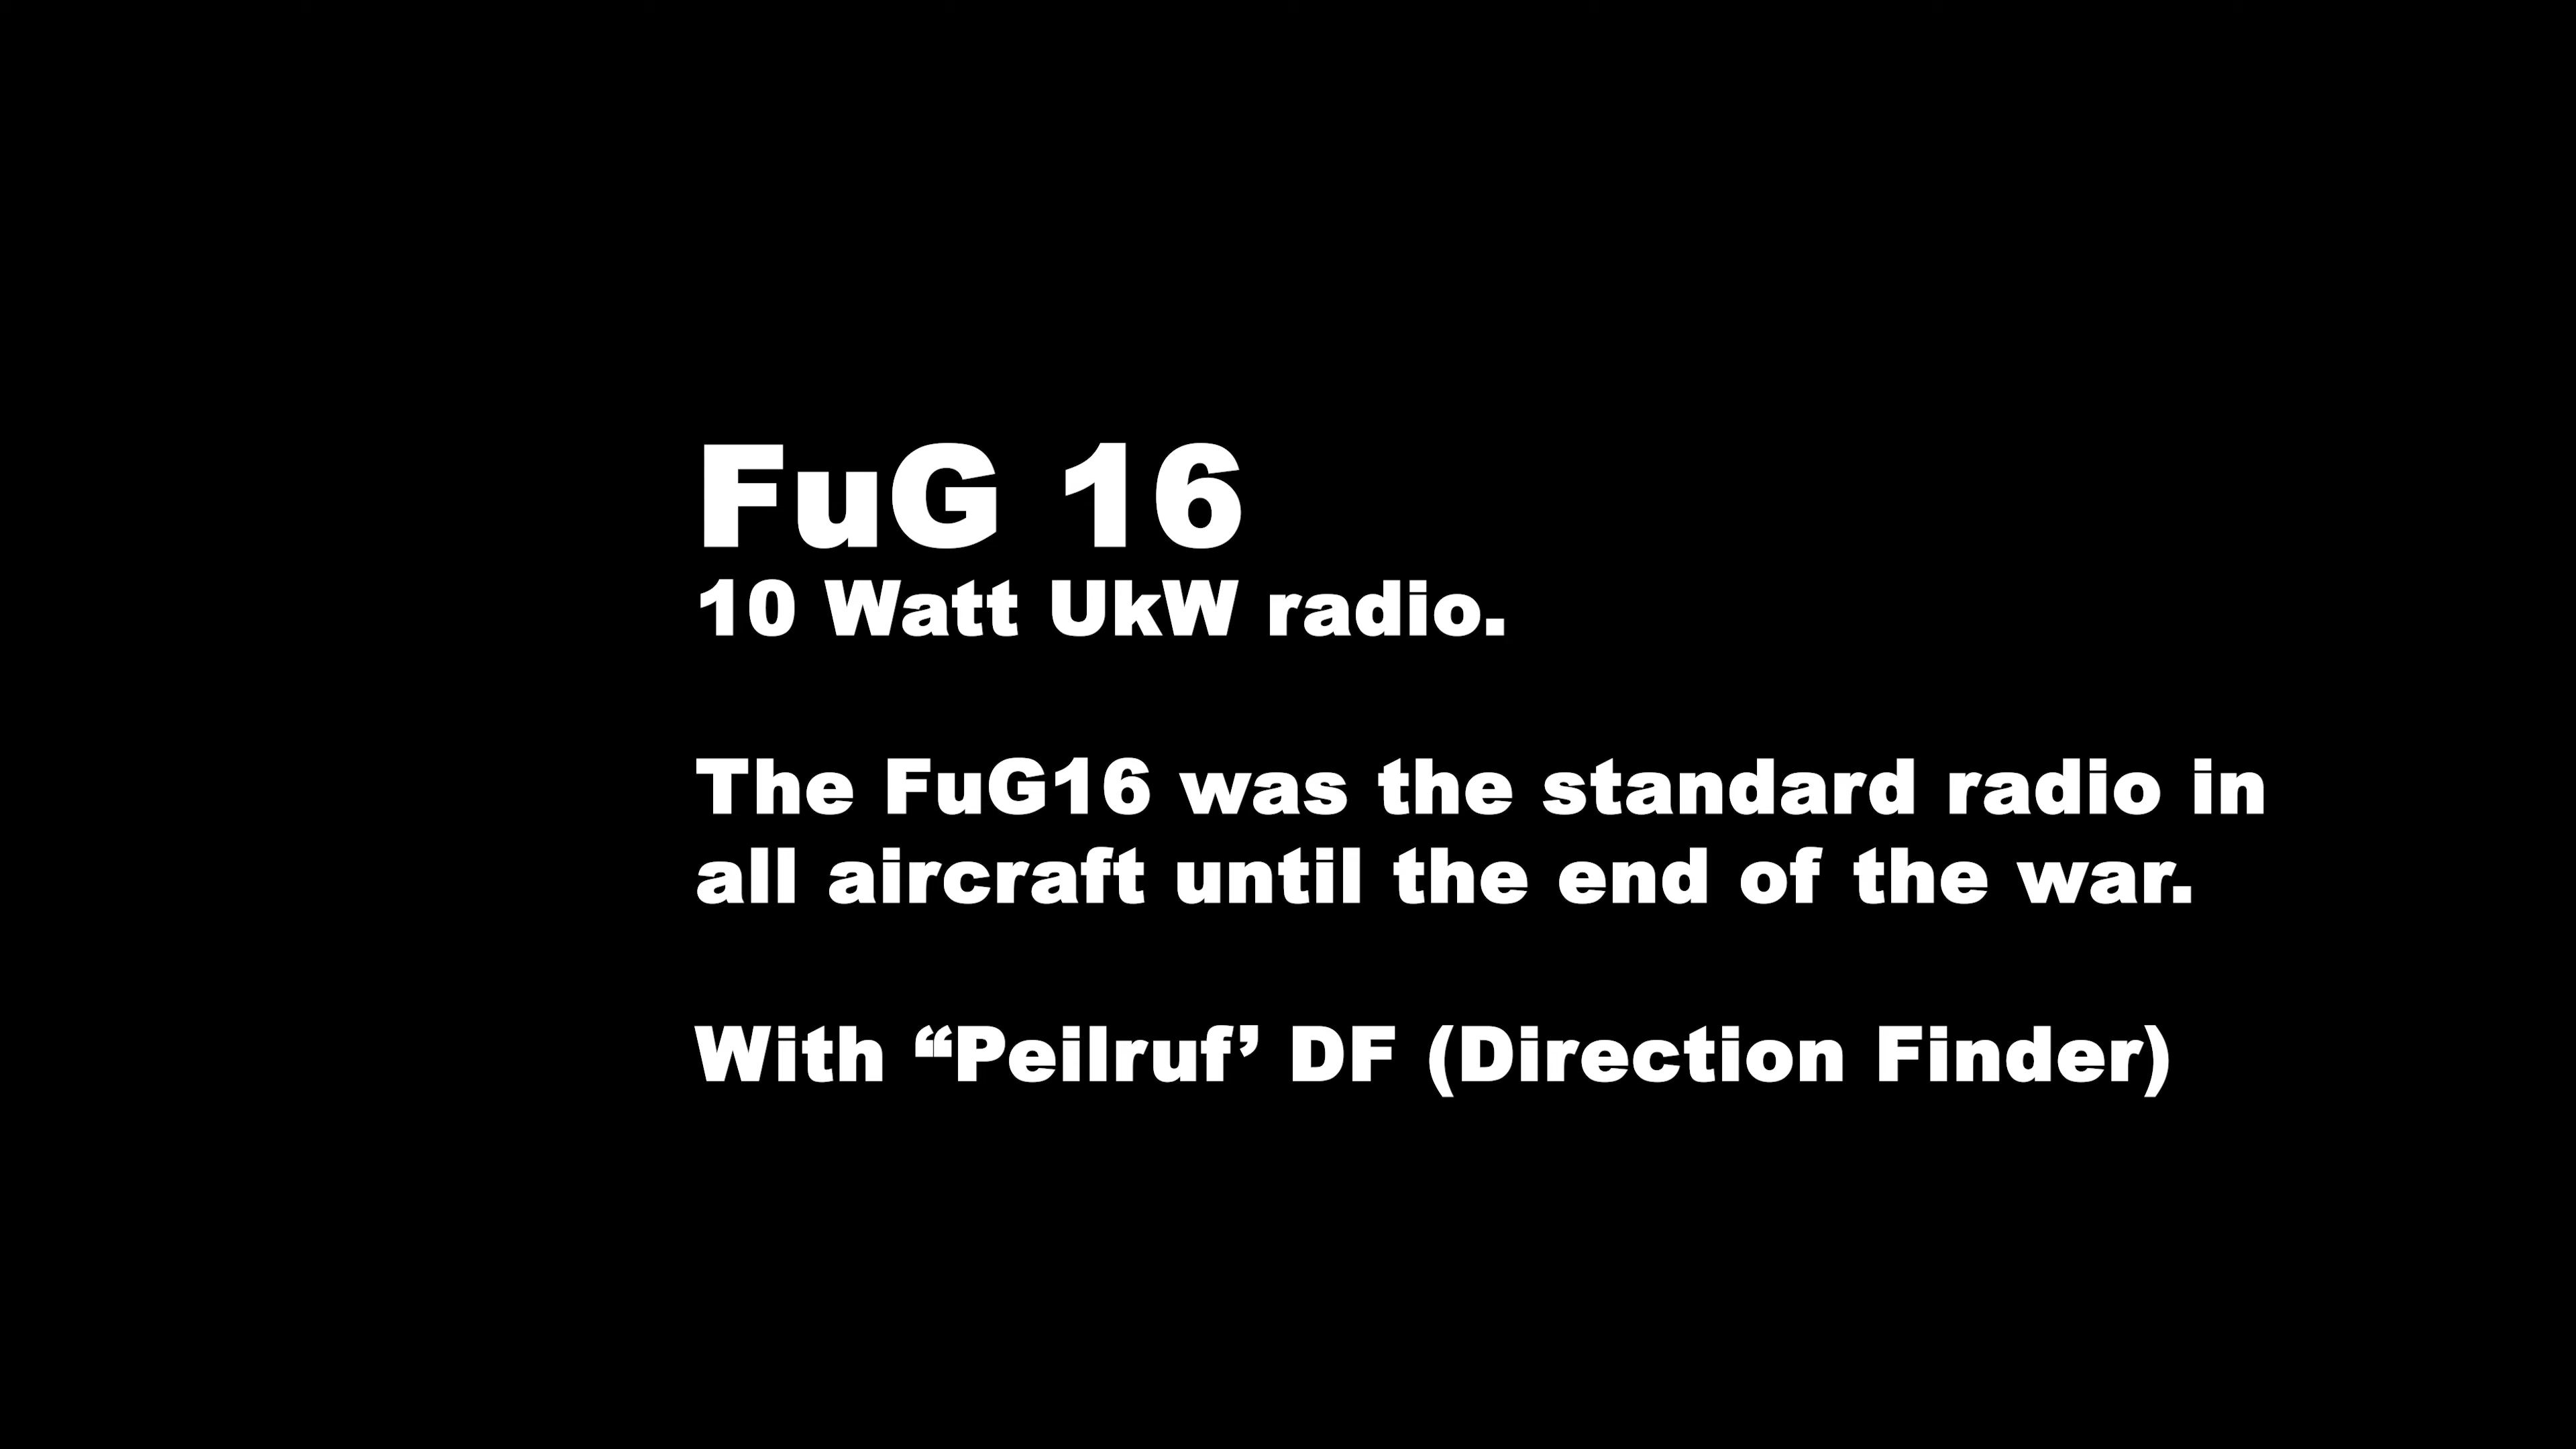 FuG 16
10 Watt UkW radio.
The FuG16 was the standard radio in
all aircraft until the end of the war.
With “Peilruf’ DF (Direction Finder)